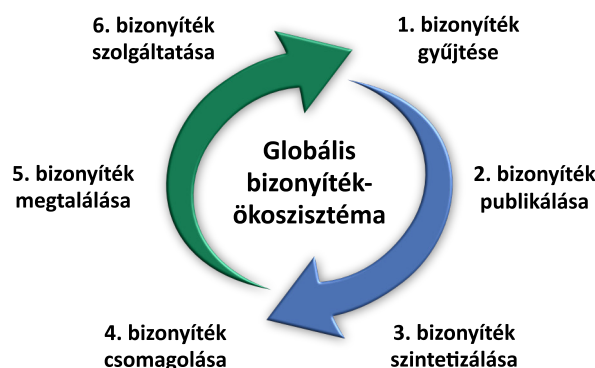 6. bizonyíték
szolgáltatása
1. bizonyíték
gyűjtése
Globális
bizonyíték-
ökoszisztéma
5. bizonyíték
megtalálása
2. bizonyíték
publikálása
4. bizonyíték
csomagolása
3. bizonyíték
szintetizálása